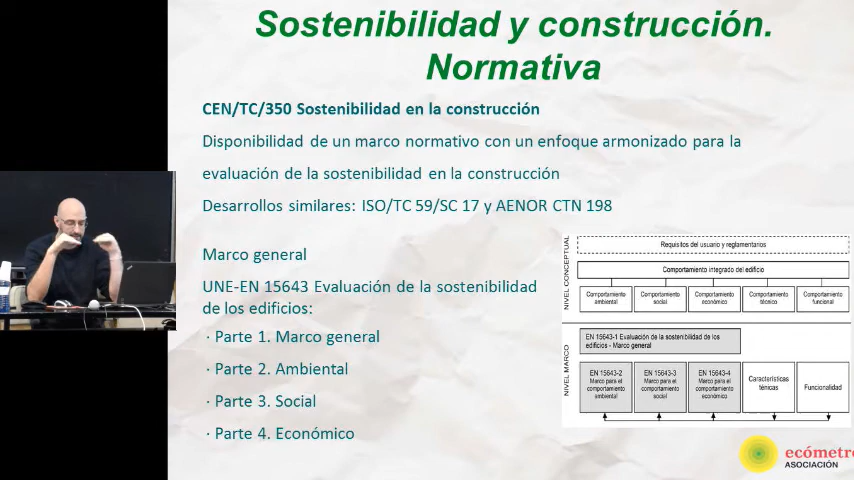 Sostenibilidad y construcción.
Normativa
CEN/TC/350 Sostenibilidad en la construcción
Disponibilidad de un marco normativo con un enfoque armonizado para la
evaluación de la sostenibilidad en la construcción
Desarrollos similares: ISO/TC 59/SC 17 y AENOR CTN 198
Marco general
UNE-EN 15643 Evaluación de la sostenibilidad
de los edificios:
· Parte 1. Marco general
· Parte 2. Ambiental
· Parte 3. Social
· Parte 4. Económico
NIVEL CONCEPTUAL
Requisitos del usuario y reglamentarios
Comportamiento integrado del edificio
Comportamiento ambiental
Comportamiento social
Comportamiento económico
Comportamiento técnico
Comportamiento funcional
NIVEL MARCO
EN 15643-1 Evaluación de la sostenibilidad de los
edificios - Marco general
EN 15643-2 Marco para el comportamiento ambiental
EN 15643-3 Marco para el comportamiento social
EN 15643-4 Marco para el comportamiento económico
Características ténicas
Funcionalidad
ecómetro
ASOCIACIÓN